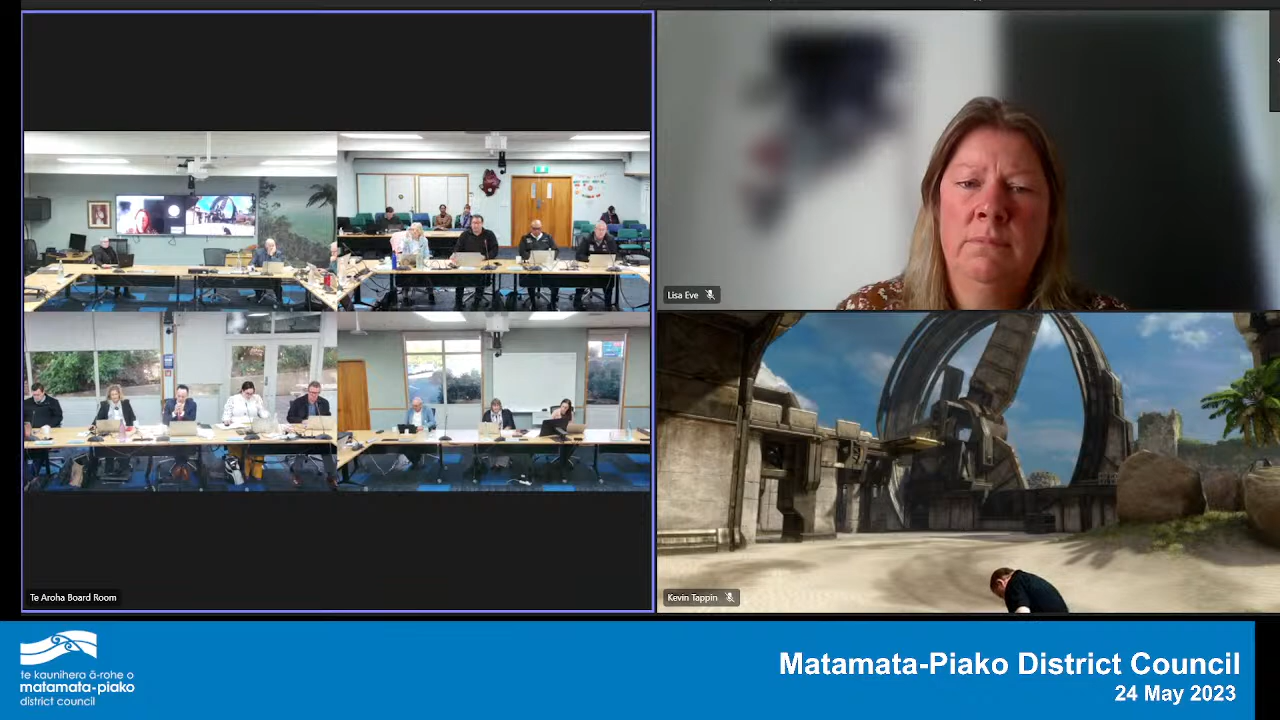 Lisa Eve
Te Aroha Board Room
Kevin Tappin
te kaunihera ā-rohe o
matamata-piako
district council
Matamata-Piako District Council
24 May 2023